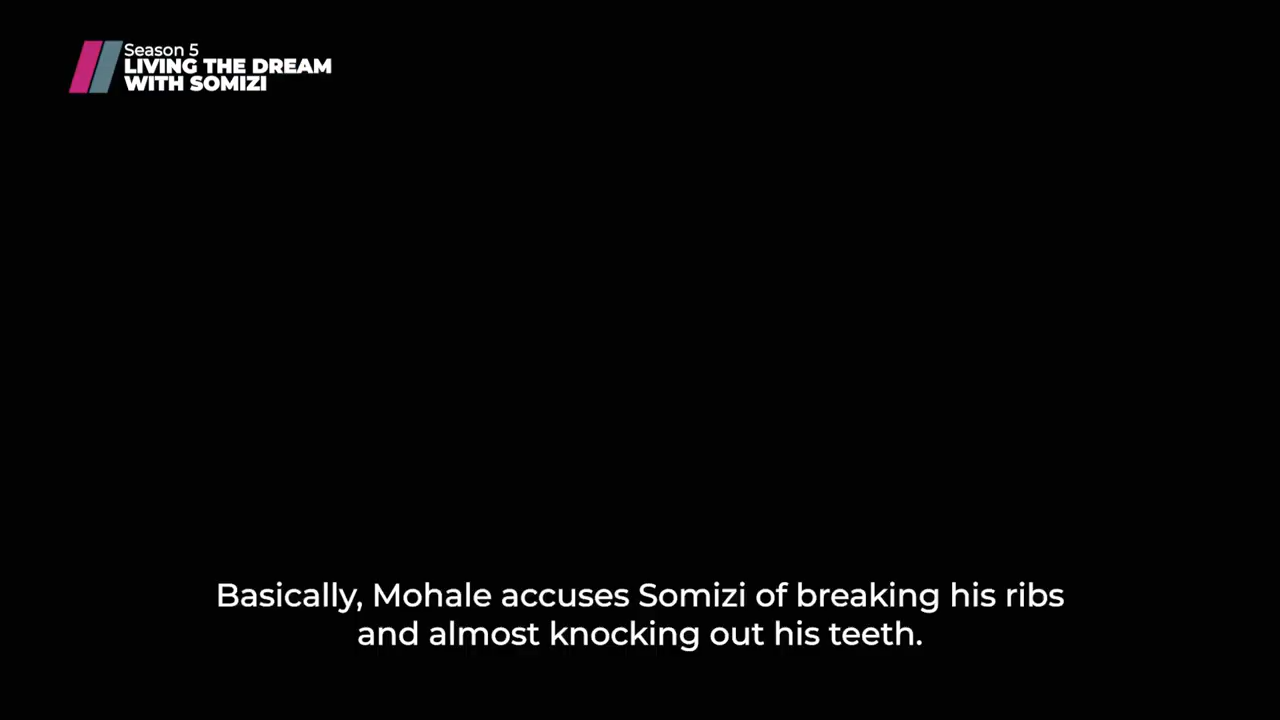 Season 5
LIVING THE DREAM
WITH SOMIZI
Basically, Mohale accuses Somizi of breaking his ribs
and almost knocking out his teeth.